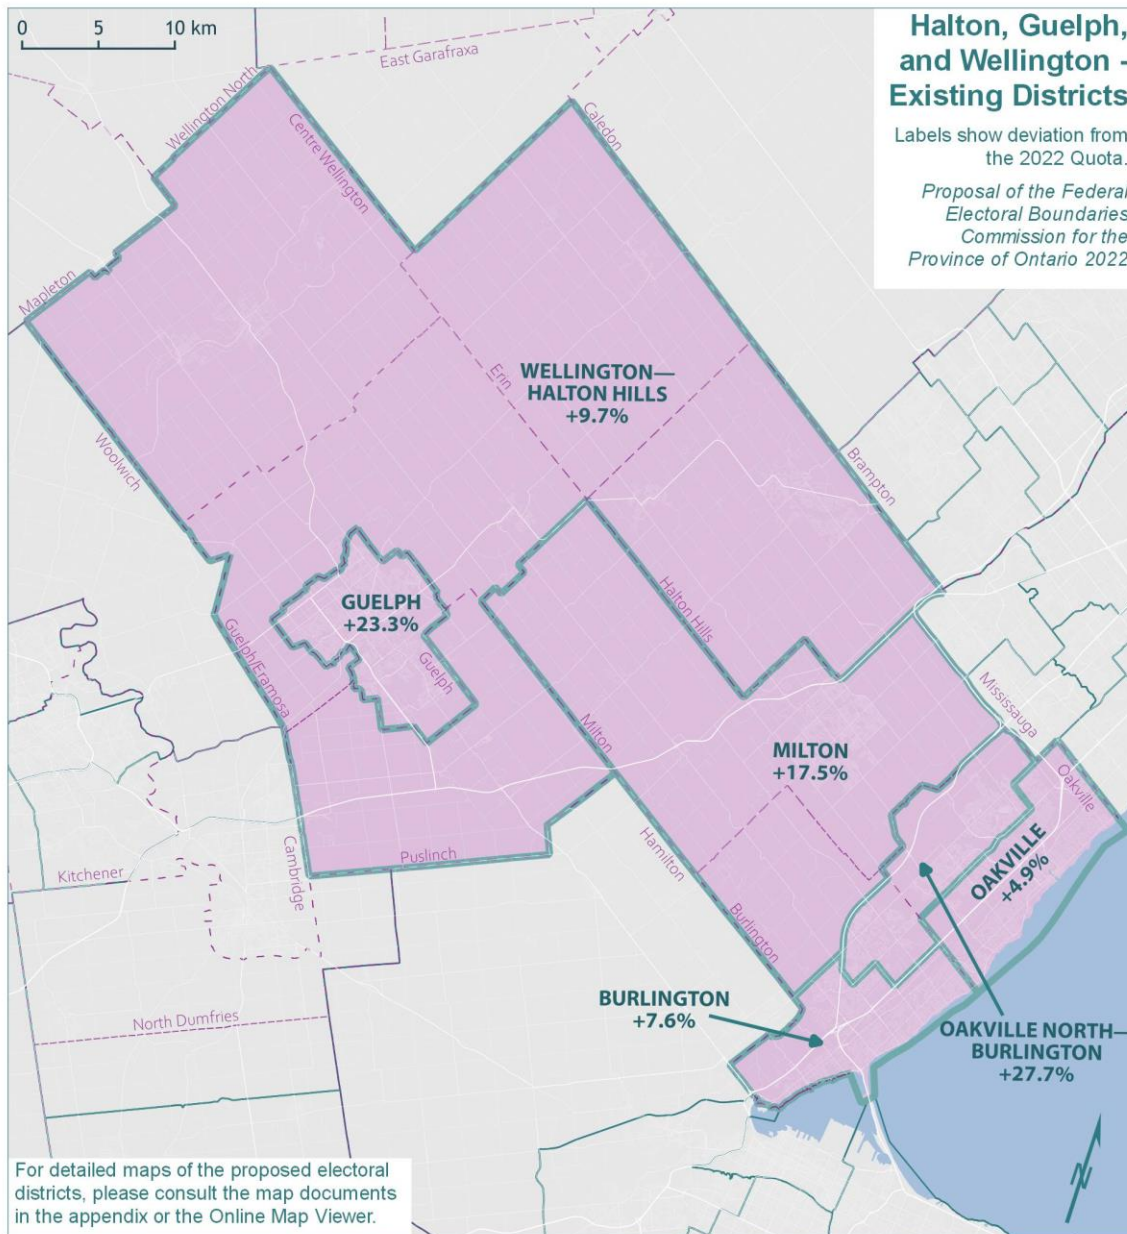 0 5 10 km
Halton, Guelph,
and Wellington -
Existing Districts
Labels show deviation from
the 2022 Quota.
Proposal of the Federal
Electoral Boundaries
Commission for the
Province of Ontario 2022
East Garafraxa
Wellington North
Centre Wellington
Caledon
Mapleton
WELLINGTON—
HALTON HILLS
+9.7%
Erin
Woolwich
Brampton
GUELPH
+23.3%
Halton Hills
Guelph/Eramosa
Guelph
Mississauga
Milton
MILTON
+17.5%
Oakville
OAKVILLE
+4.9%
Puslinch
Hamilton
Kitchener
Cambridge
Burlington
BURLINGTON
+7.6%
North Dumfries
OAKVILLE NORTH—
BURLINGTON
+27.7%
For detailed maps of the proposed electoral
districts, please consult the map documents
in the appendix or the Online Map Viewer.
N